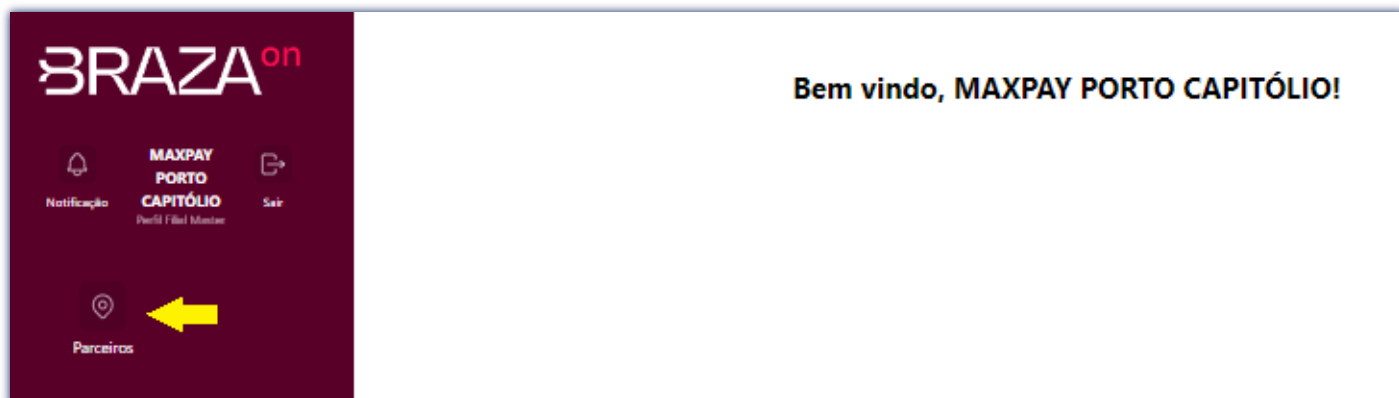 BRAZA on
Bem vindo, MAXPAY PORTO CAPITÓLIO!
Notificação
MAXPAY
PORTO
CAPITÓLIO
Perfil Filial Master
Sair
Parceiros